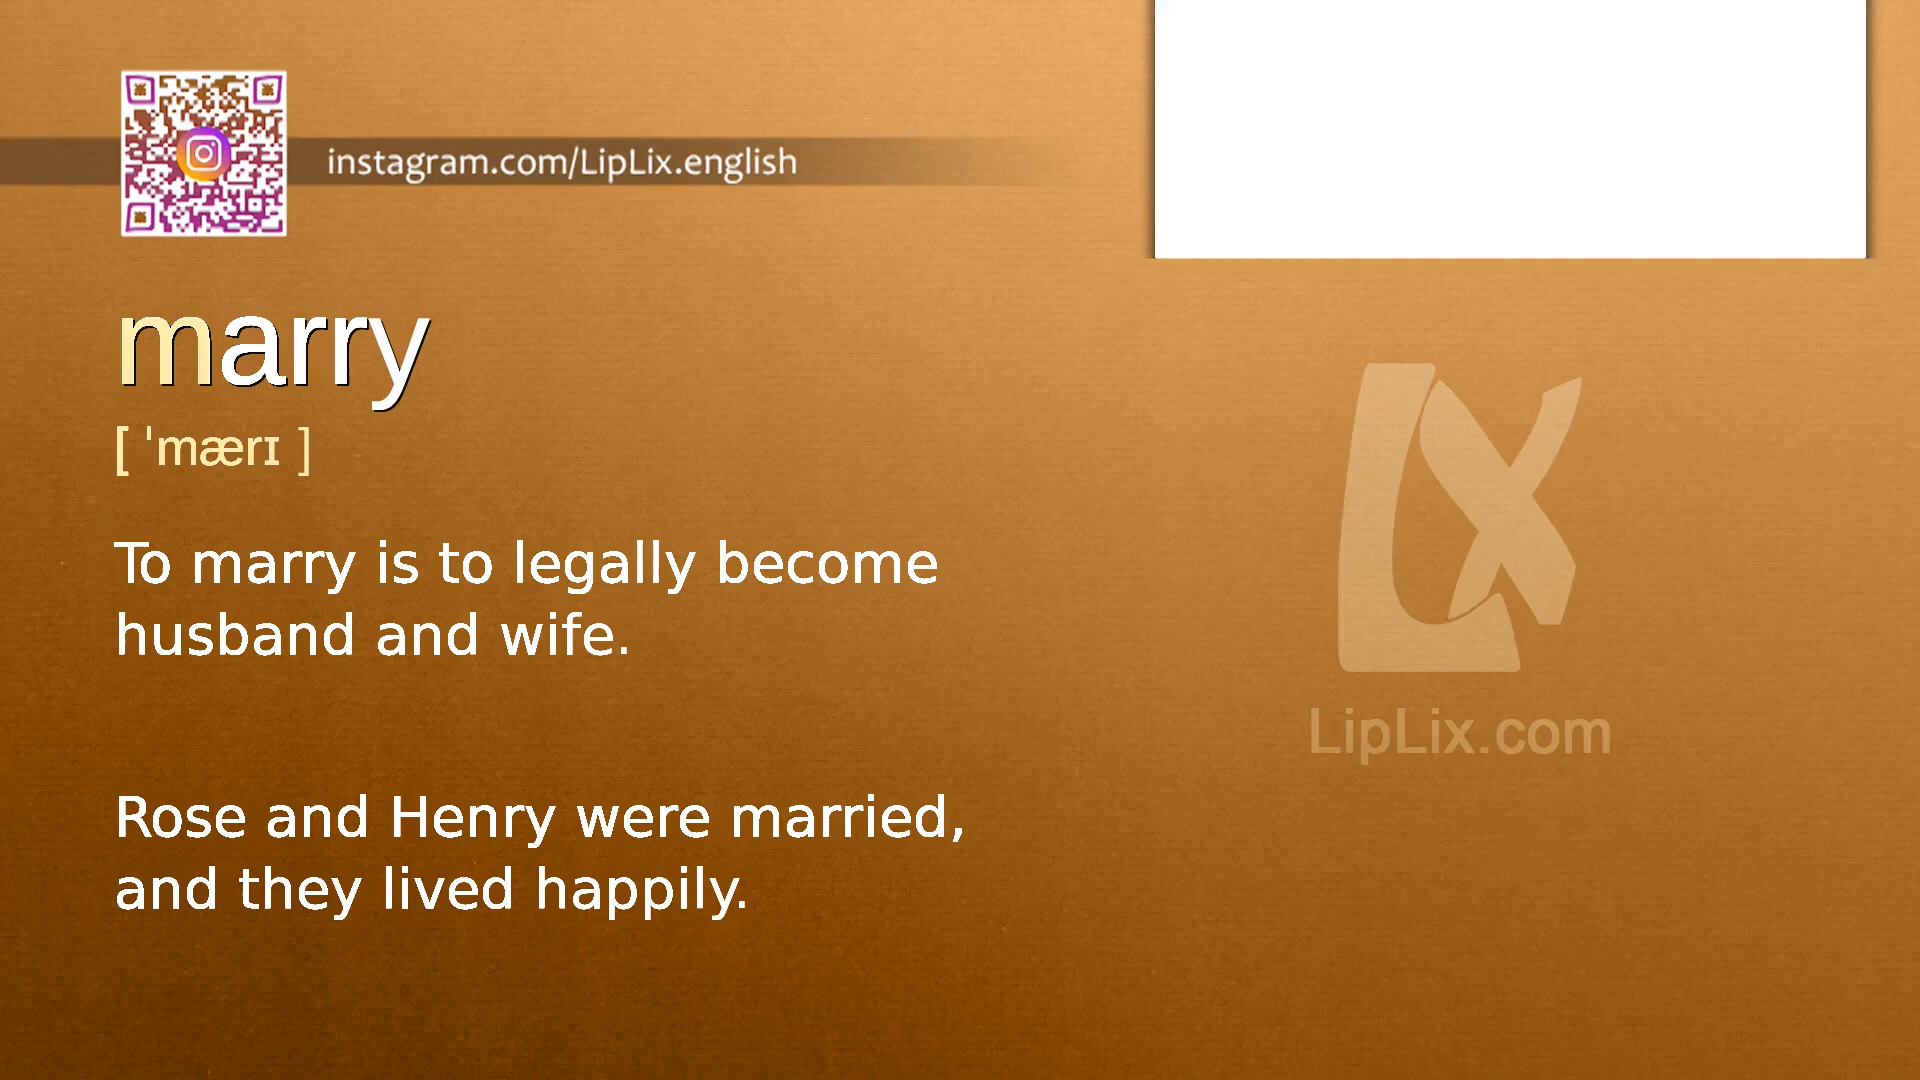 instagram.com/LipLix.english
marry
[ ˈmærɪ ]
To marry is to legally become
husband and wife.
Rose and Henry were married,
and they lived happily.
LX
LipLix.com